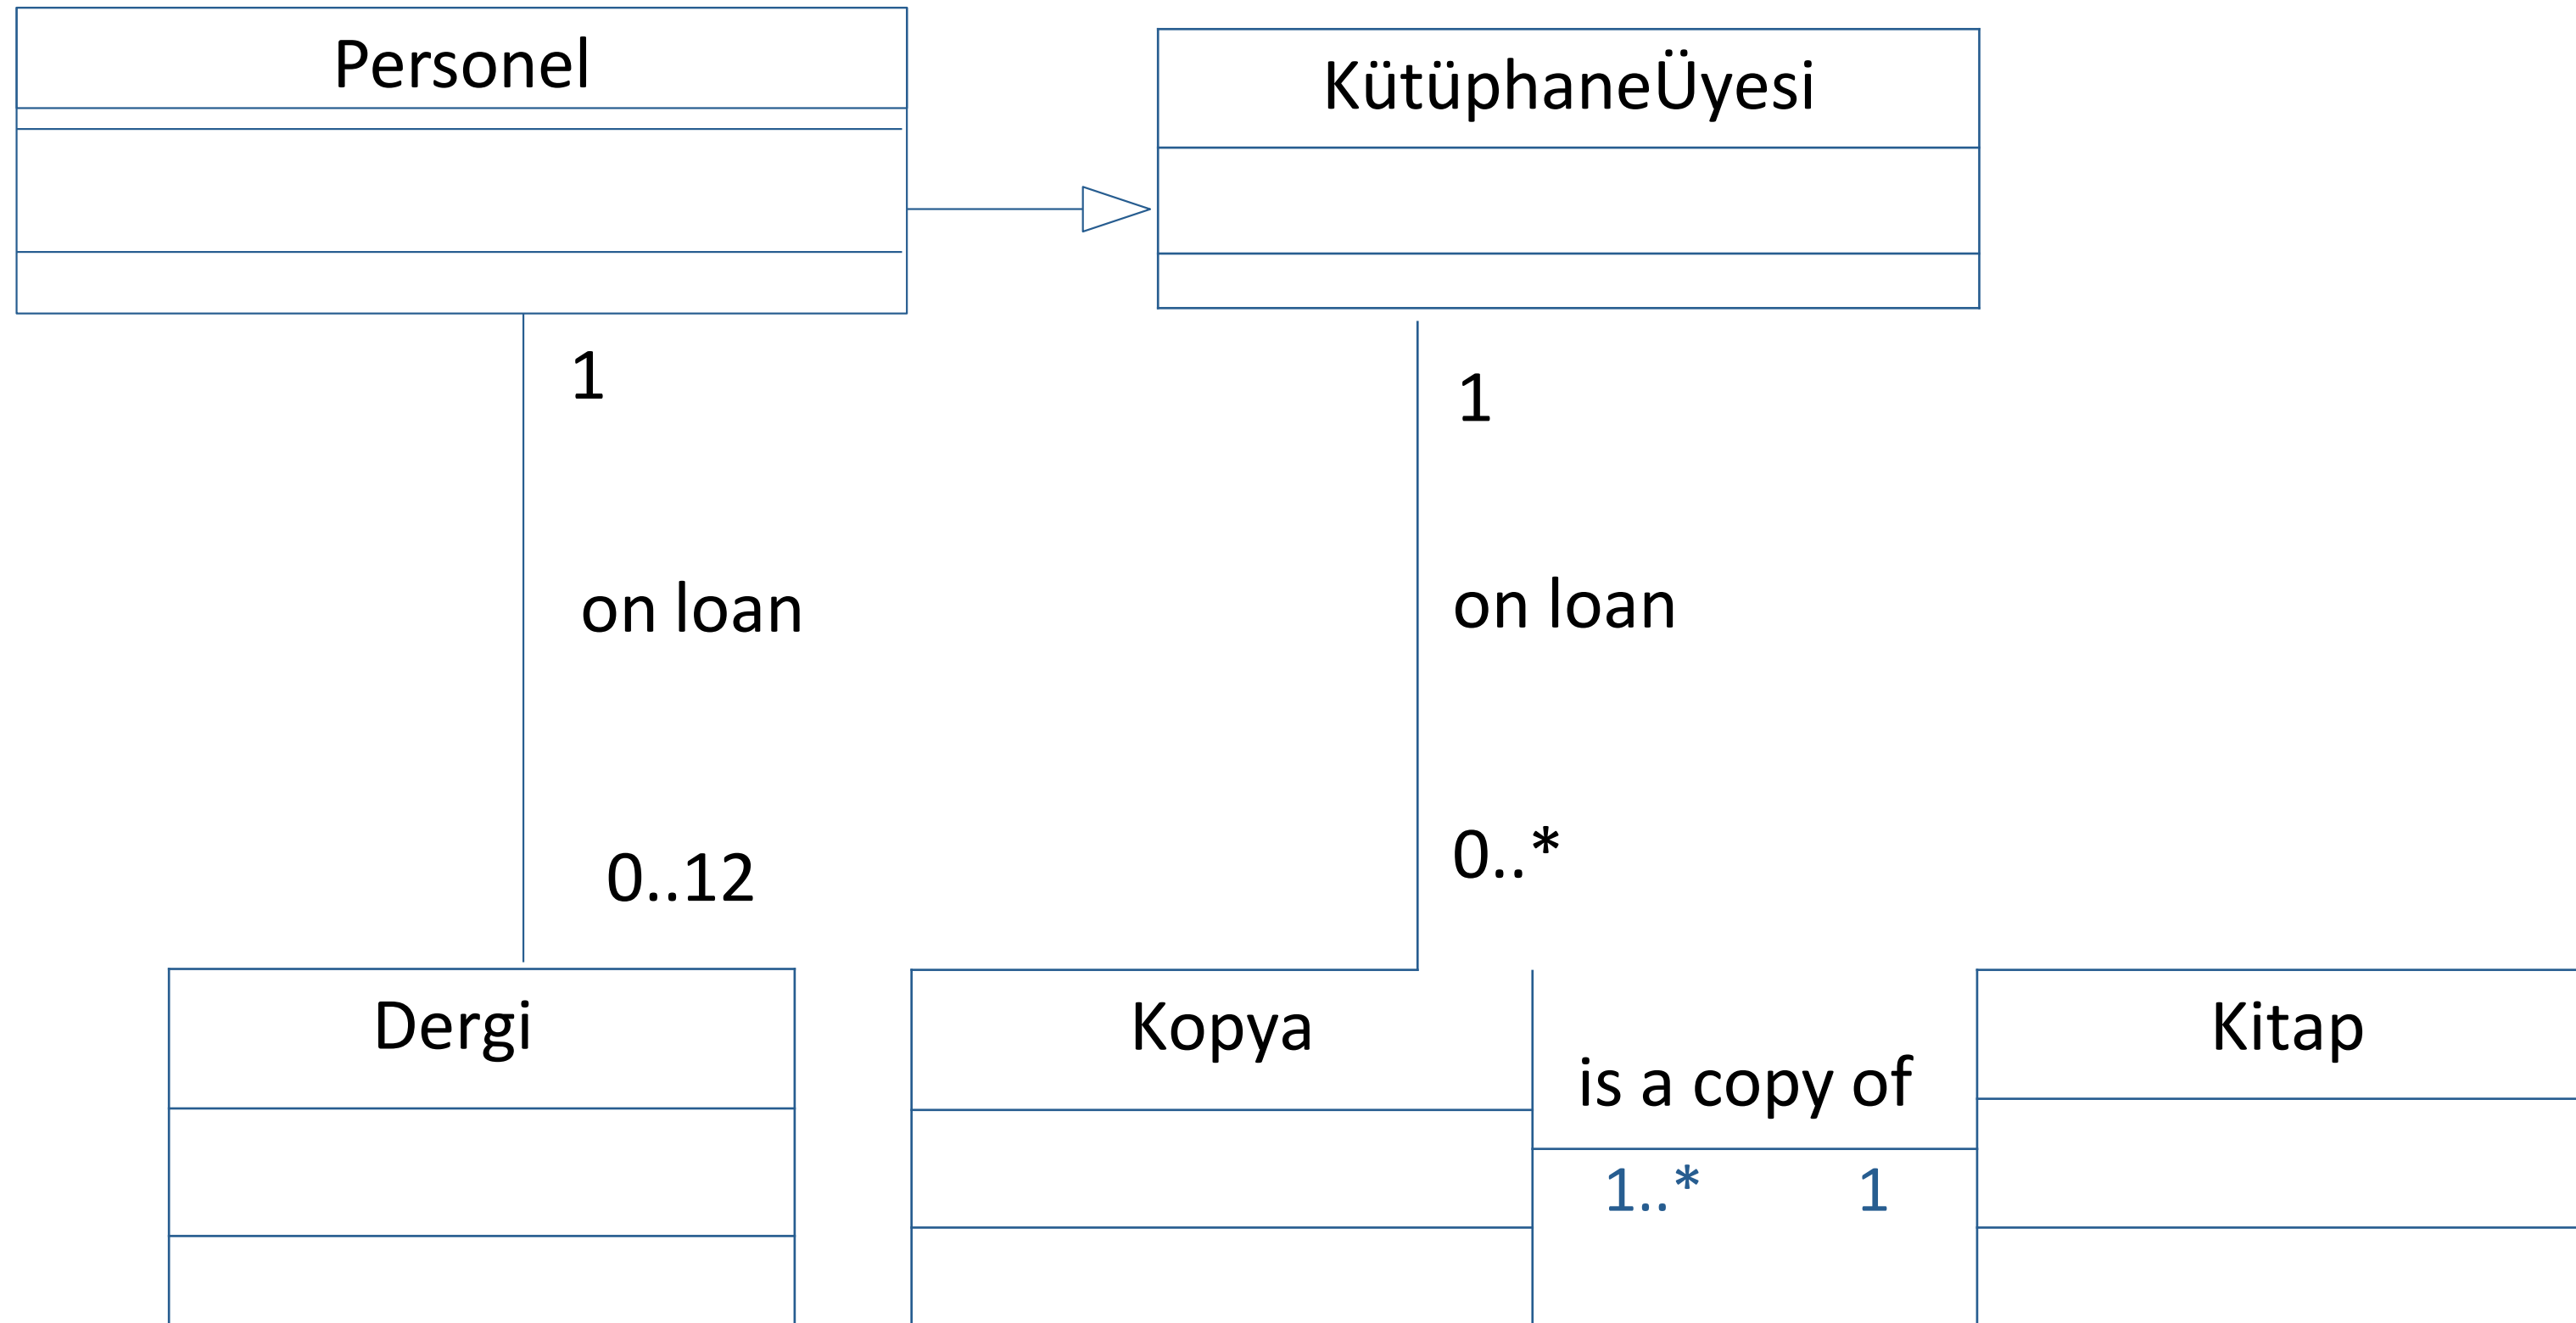 Personel
KütüphaneÜyesi
1
1
on loan
on loan
0..12
0..*
Dergi
Kopya
is a copy of
Kitap
1..*
1